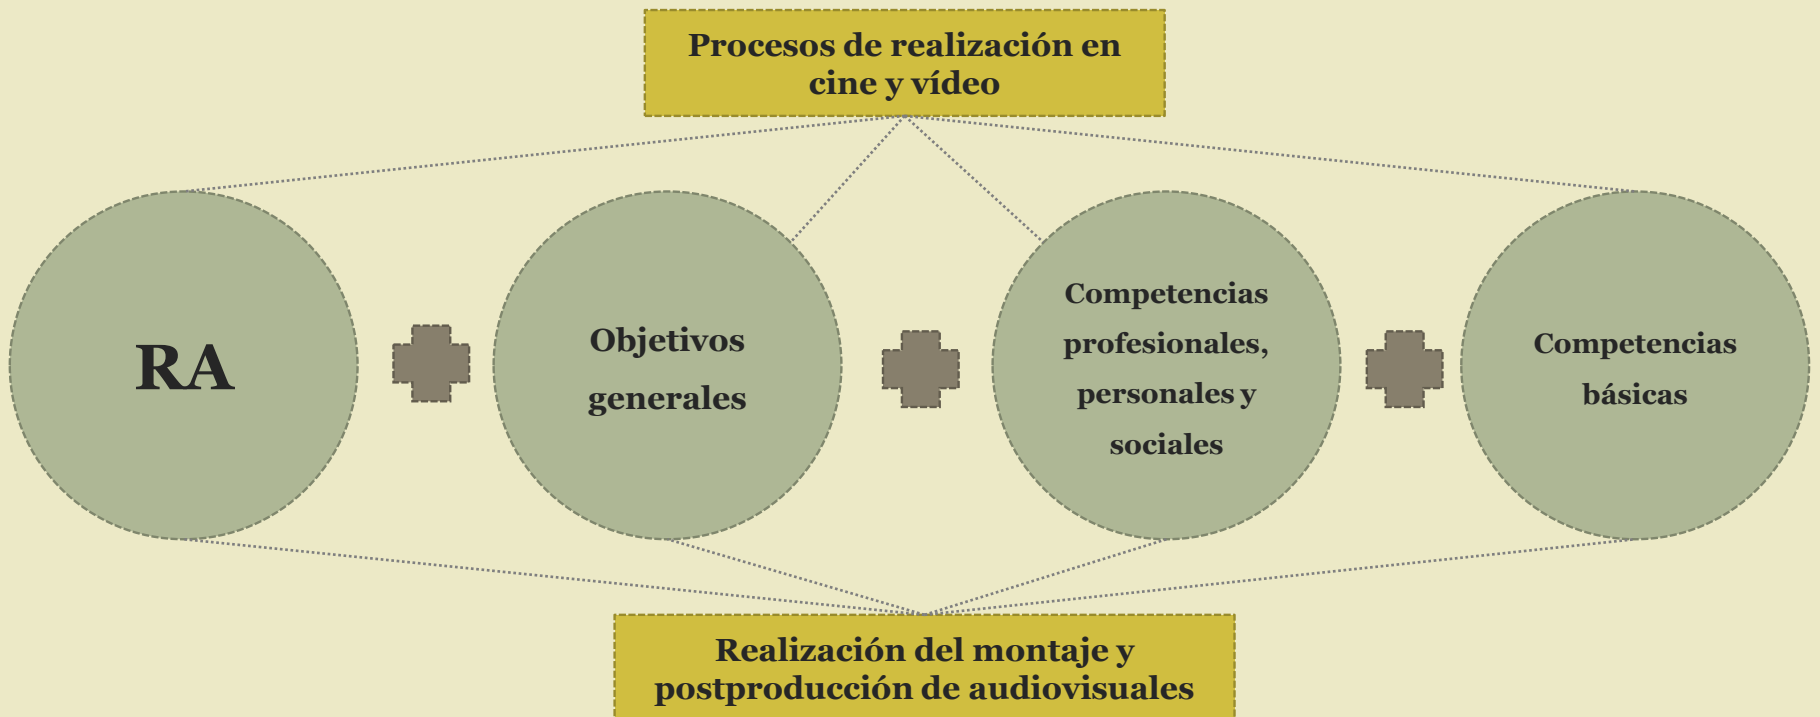 Procesos de realización en
cine y vídeo
RA
Objetivos
generales
Competencias
profesionales,
personales y
sociales
Competencias
básicas
Realización del montaje y
postproducción de audiovisuales